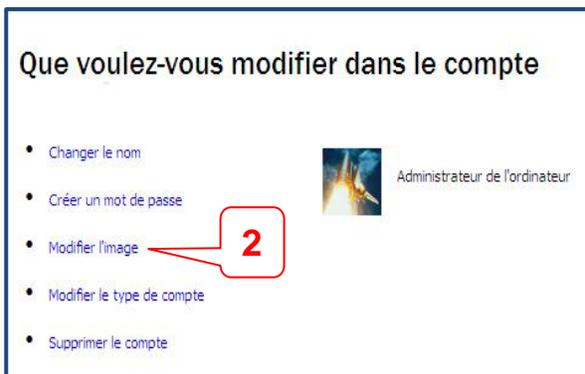 Que voulez-vous modifier dans le compte
• Changer le nom
Administrateur de l'ordinateur
• Créer un mot de passe
• Modifier l'image
2
• Modifier le type de compte
• Supprimer le compte